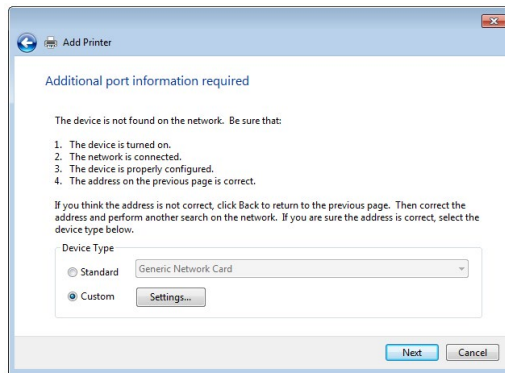 Add Printer
Additional port information required
The device is not found on the network. Be sure that:
1. The device is turned on.
2. The network is connected.
3. The device is properly configured.
4. The address on the previous page is correct.
If you think the address is not correct, click Back to return to the previous page. Then correct the
address and perform another search on the network. If you are sure the address is correct, select the
device type below.
Device Type
Standard
Generic Network Card
Custom
Settings...
Next
Cancel